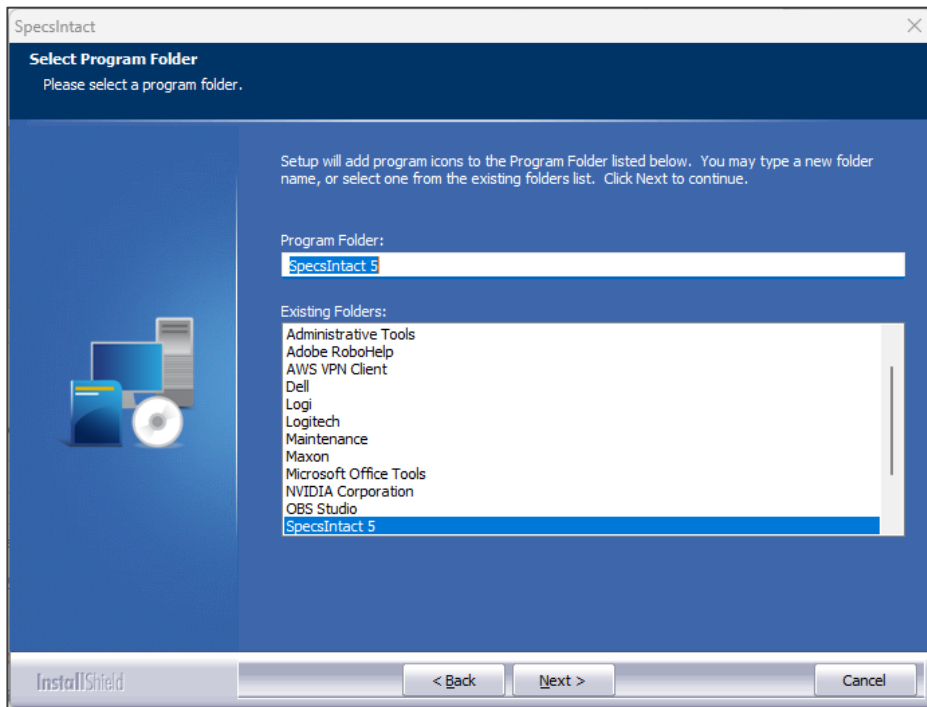 SpecsIntact
Select Program Folder
Please select a program folder.
Setup will add program icons to the Program Folder listed below.  You may type a new folder
name, or select one from the existing folders list.  Click Next to continue.
Program Folder:
SpecsIntact 5
Existing Folders:
Administrative Tools
Adobe RoboHelp
AWS VPN Client
Dell
Logi
Logitech
Maintenance
Maxon
Microsoft Office Tools
NVIDIA Corporation
OBS Studio
SpecsIntact 5
InstallShield
< Back
Next >
Cancel